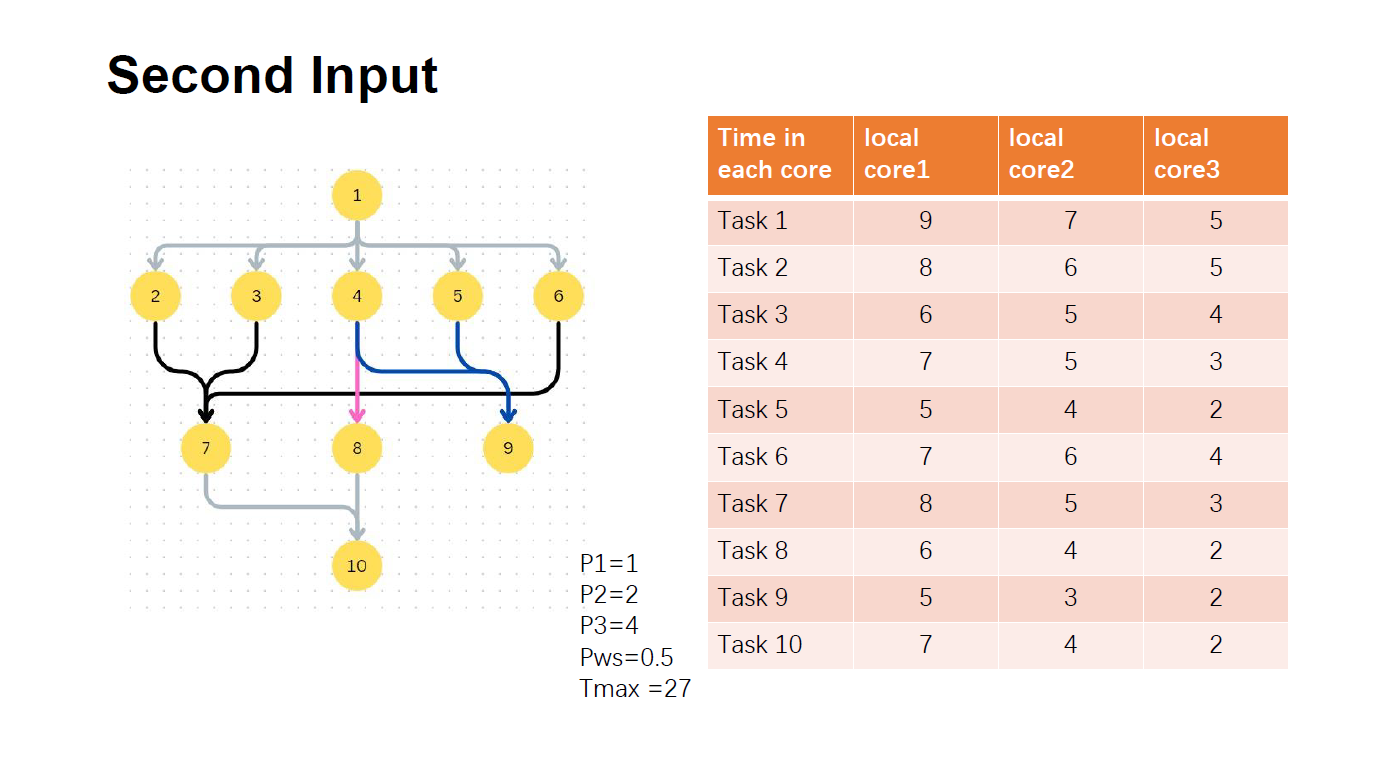 Second Input
1
2 3 4 5 6
7 8 9
10
P1=1
P2=2
P3=4
Pws=0.5
Tmax =27
Time in each core local core1 local core2 local core3
Task 1 9 7 5
Task 2 8 6 5
Task 3 6 5 4
Task 4 7 5 3
Task 5 5 4 2
Task 6 7 6 4
Task 7 8 5 3
Task 8 6 4 2
Task 9 5 3 2
Task 10 7 4 2